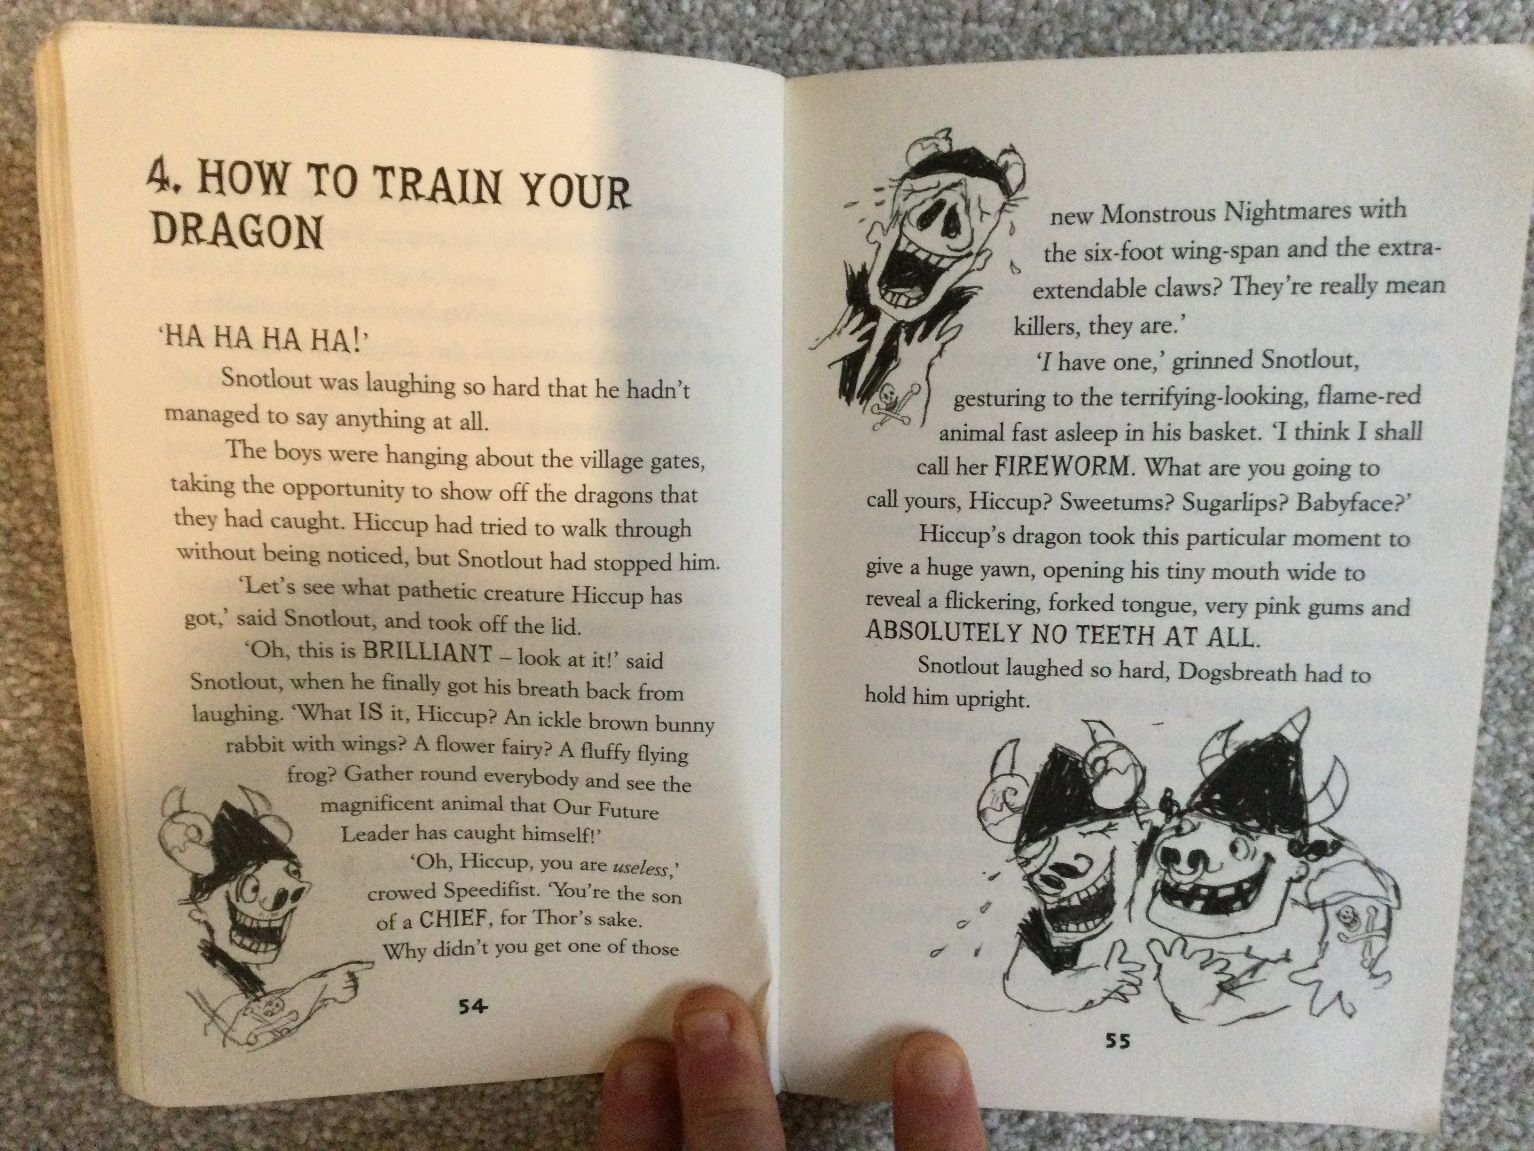 4. HOW TO TRAIN YOUR
DRAGON
‘HA HA HA HA!’
Snotlout was laughing so hard that he hadn’t
managed to say anything at all.
The boys were hanging about the village gates,
taking the opportunity to show off the dragons that
they had caught. Hiccup had tried to walk through
without being noticed, but Snotlout had stopped him.
‘Let’s see what pathetic creature Hiccup has
got,’ said Snotlout, and took off the lid.
‘Oh, this is BRILLIANT – look at it!’ said
Snotlout, when he finally got his breath back from
laughing. ‘What IS it, Hiccup? An ickle brown bunny
rabbit with wings? A flower fairy? A fluffy flying
frog? Gather round everybody and see the
magnificent animal that Our Future
Leader has caught himself!’
‘Oh, Hiccup, you are useless,’
crowed Speedifist. ‘You’re the son
of a CHIEF, for Thor’s sake.
Why didn’t you get one of those
54
new Monstrous Nightmares with
the six-foot wing-span and the extra-
extendable claws? They’re really mean
killers, they are.’
‘I have one,’ grinned Snotlout,
gesturing to the terrifying-looking, flame-red
animal fast asleep in his basket. ‘I think I shall
call her FIREWORM. What are you going to
call yours, Hiccup? Sweetums? Sugarlips? Babyface?’
Hiccup’s dragon took this particular moment to
give a huge yawn, opening his tiny mouth wide to
reveal a flickering, forked tongue, very pink gums and
ABSOLUTELY NO TEETH AT ALL.
Snotlout laughed so hard, Dogsbreath had to
hold him upright.
55